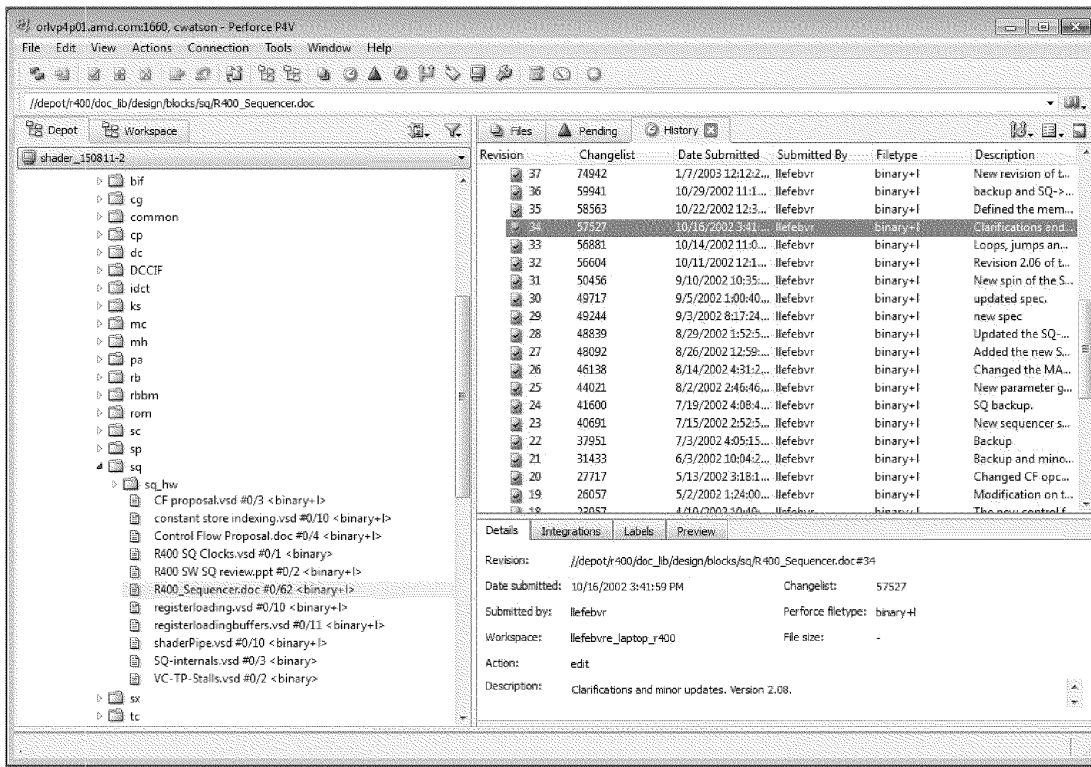 orlvp4p01.amd.com:1660, cwatson - Perforce P4V
File Edit View Actions Connection Tools Window Help
//depot/r400/doc_lib/design/blocks/sq/R400_Sequencer.doc
Depot Workspace
shader_150811-2
bif
cg
common
cp
dc
DCCIF
idct
ks
mc
mh
pa
rb
rbbm
rom
sc
sp
sq
sq_hw
CF proposal.vsd #0/3 <binary+l>
constant store indexing.vsd #0/10 <binary+l>
Control Flow Proposal.doc #0/4 <binary+l>
R400 SQ Clocks.vsd #0/1 <binary>
R400 SW SQ review.ppt #0/2 <binary+l>
R400_Sequencer.doc #0/62 <binary+l>
registerloading.vsd #0/10 <binary+l>
registerloadingbuffers.vsd #0/11 <binary+l>
shaderPipe.vsd #0/10 <binary+l>
SQ-internals.vsd #0/3 <binary>
VC-TP-Stalls.vsd #0/2 <binary>
sx
tc
Files Pending History
Revision Changelist Date Submitted Submitted By Filetype Description
37 74942 1/7/2003 12:12:2... llefebvr binary+l New revision of t...
36 59941 10/29/2002 11:1... llefebvr binary+l backup and SQ->...
35 58563 10/22/2002 12:3... llefebvr binary+l Defined the mem...
34 57527 10/16/2002 3:41:... llefebvr binary+l Clarifications and...
33 56881 10/14/2002 11:0... llefebvr binary+l Loops, jumps an...
32 56604 10/11/2002 12:1... llefebvr binary+l Revision 2.06 of t...
31 50456 9/10/2002 10:35:... llefebvr binary+l New spin of the S...
30 49717 9/5/2002 1:00:40... llefebvr binary+l updated spec.
29 49244 9/3/2002 8:17:24... llefebvr binary+l new spec
28 48839 8/29/2002 1:52:5... llefebvr binary+l Updated the SQ-...
27 48092 8/26/2002 12:59:... llefebvr binary+l Added the new S...
26 46138 8/14/2002 4:31:2... llefebvr binary+l Changed the MA...
25 44021 8/2/2002 2:46:46... llefebvr binary+l New parameter g...
24 41600 7/19/2002 4:08:4... llefebvr binary+l SQ backup.
23 40691 7/15/2002 2:52:5... llefebvr binary+l New sequencer s...
22 37951 7/3/2002 4:05:15... llefebvr binary+l Backup
21 31433 6/3/2002 10:04:2... llefebvr binary+l Backup and mino...
20 27717 5/13/2002 3:18:1... llefebvr binary+l Changed CF opc...
19 26057 5/2/2002 1:24:00... llefebvr binary+l Modification on t...
18 23057 4/19/2002 10:49:... llefebvr binary+l The new control f...
Details Integrations Labels Preview
Revision: //depot/r400/doc_lib/design/blocks/sq/R400_Sequencer.doc#34
Date submitted: 10/16/2002 3:41:59 PM Changelist: 57527
Submitted by: llefebvr Perforce filetype: binary+l
Workspace: llefebvre_laptop_r400 File size: -
Action: edit
Description: Clarifications and minor updates. Version 2.08.